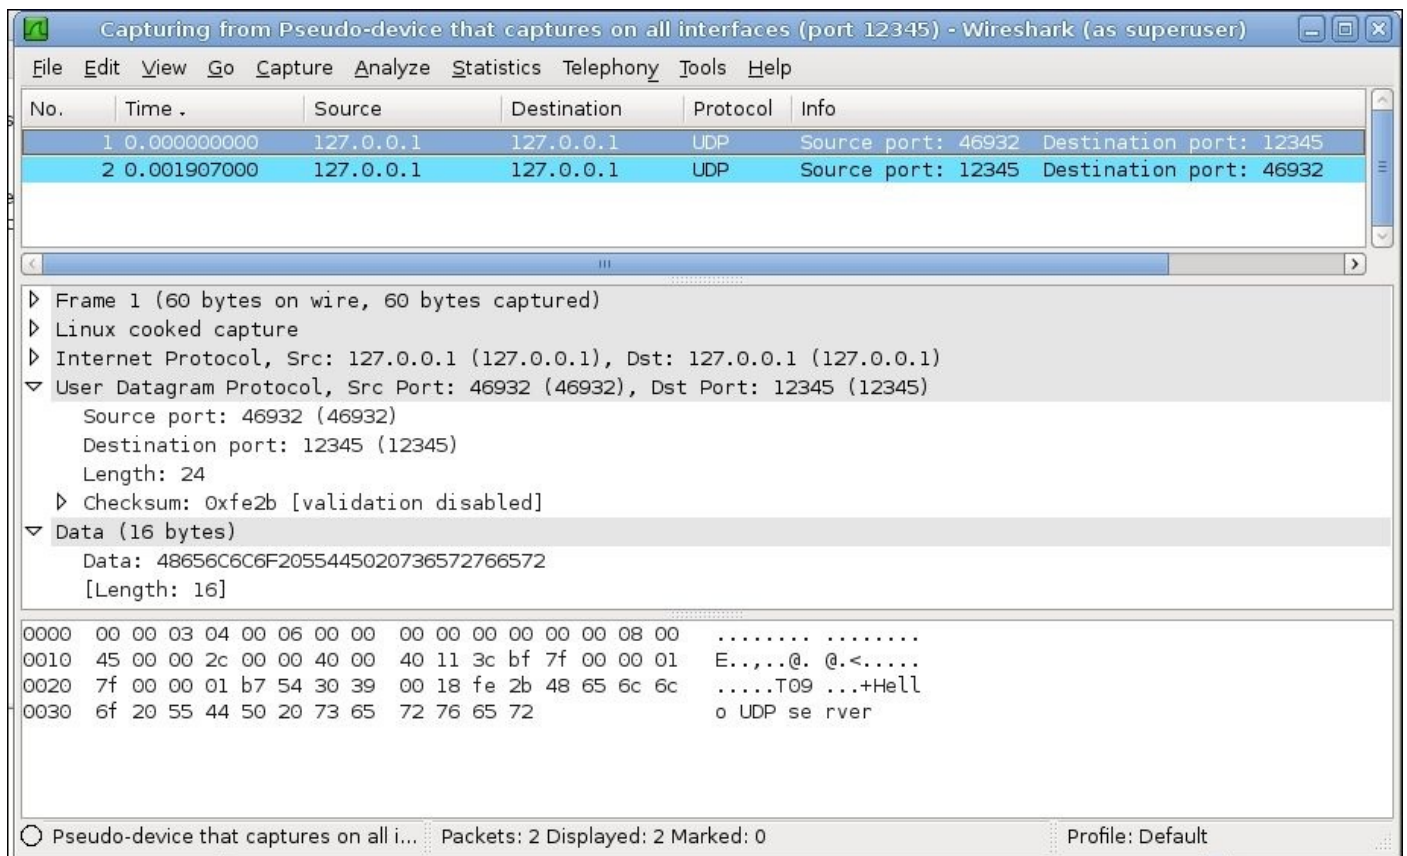 Capturing from Pseudo-device that captures on all interfaces (port 12345) - Wireshark (as superuser)
File Edit View Go Capture Analyze Statistics Telephony Tools Help
No. Time Source Destination Protocol Info
1 0.000000000 127.0.0.1 127.0.0.1 UDP Source port: 46932 Destination port: 12345
2 0.001907000 127.0.0.1 127.0.0.1 UDP Source port: 12345 Destination port: 46932
Frame 1 (60 bytes on wire, 60 bytes captured)
Linux cooked capture
Internet Protocol, Src: 127.0.0.1 (127.0.0.1), Dst: 127.0.0.1 (127.0.0.1)
User Datagram Protocol, Src Port: 46932 (46932), Dst Port: 12345 (12345)
Source port: 46932 (46932)
Destination port: 12345 (12345)
Length: 24
Checksum: 0xfe2b [validation disabled]
Data (16 bytes)
Data: 48656C6C6F2055445020736572766572
[Length: 16]
0000 00 00 03 04 00 06 00 00 00 00 00 00 00 00 08 00 ........ ........
0010 45 00 00 2c 00 00 40 00 40 11 3c bf 7f 00 00 01 E..,..@. @.<.....
0020 7f 00 00 01 b7 54 30 39 00 18 fe 2b 48 65 6c 6c .....T09 ...+Hell
0030 6f 20 55 44 50 20 73 65 72 76 65 72 o UDP se rver
Pseudo-device that captures on all i... Packets: 2 Displayed: 2 Marked: 0 Profile: Default